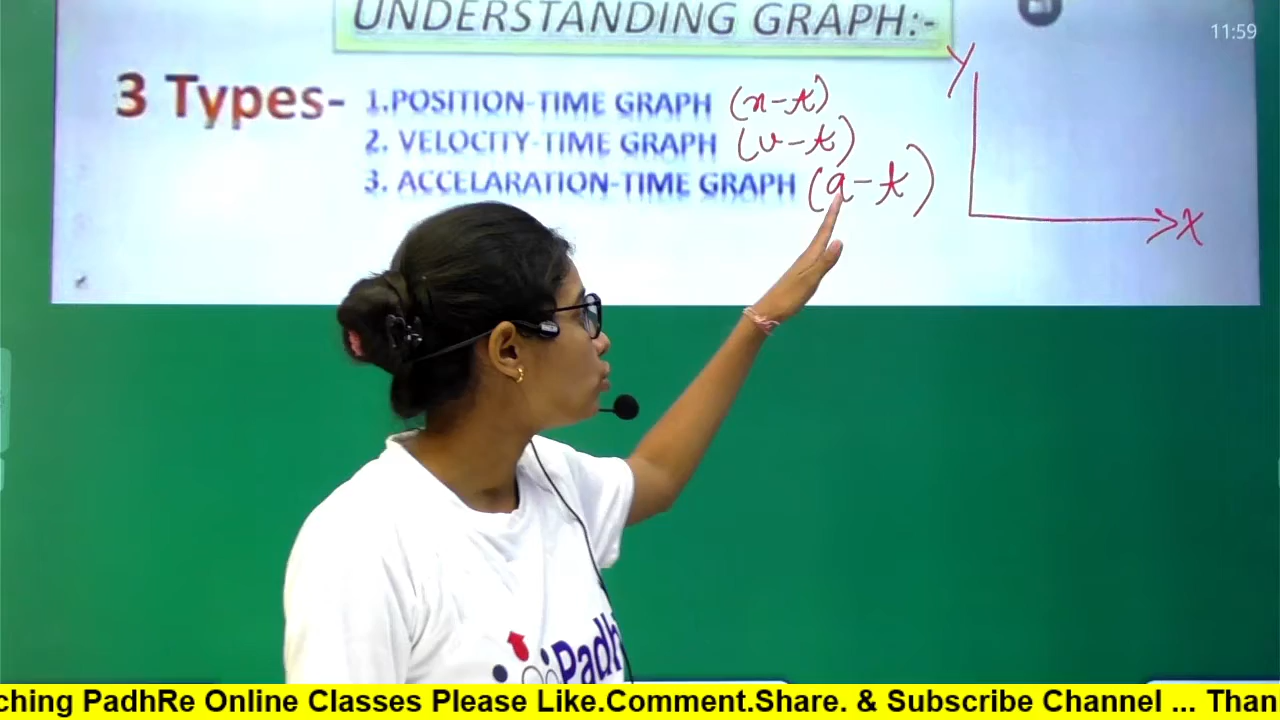 UNDERSTANDING GRAPH:-
11:59
Y
3 Types- 1.POSITION-TIME GRAPH (x-t)
2. VELOCITY-TIME GRAPH (v-t)
3. ACCELARATION-TIME GRAPH (a-t)
X
Padh
ching PadhRe Online Classes Please Like.Comment.Share. & Subscribe Channel ... Than